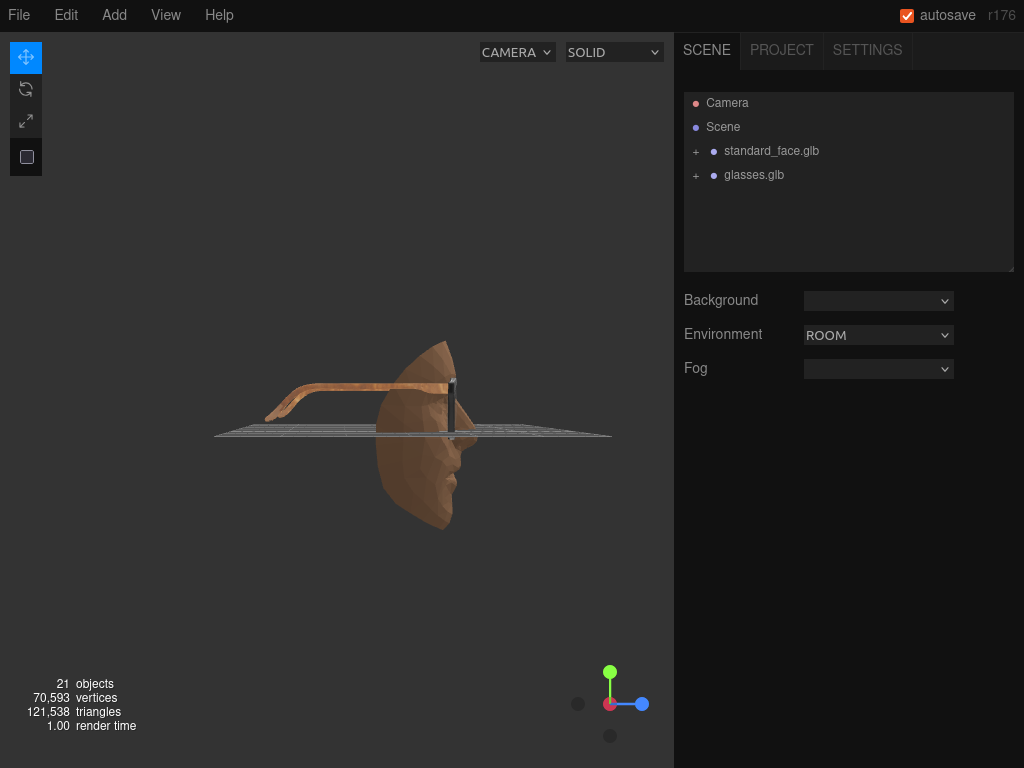 File Edit Add View Help autosave r176
CAMERA SOLID
SCENE PROJECT SETTINGS
Camera
Scene
+ standard_face.glb
+ glasses.glb
Background
Environment ROOM
Fog
21 objects
70,593 vertices
121,538 triangles
1.00 render time